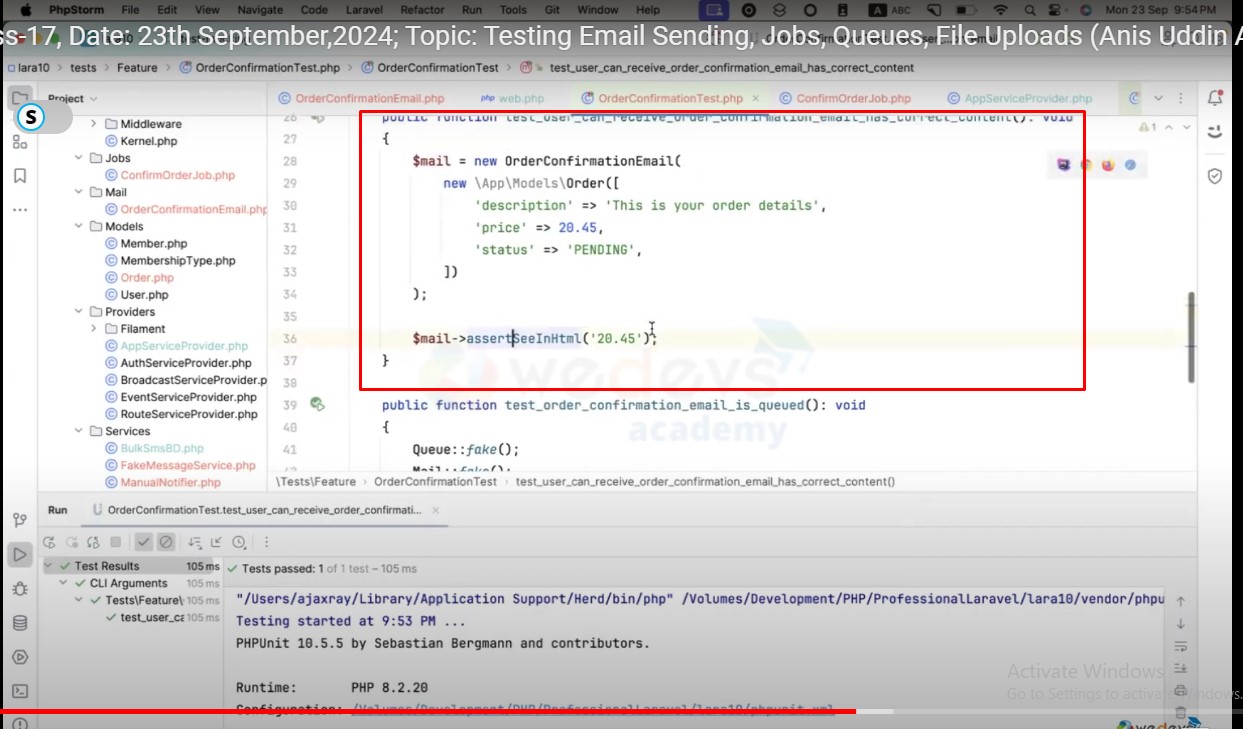 PhpStorm File Edit View Navigate Code Laravel Refactor Run Tools Git Window Help ABC Mon 23 Sep 9:54 PM
ss-17, Date: 23th September,2024; Topic: Testing Email Sending, Jobs, Queues, File Uploads (Anis Uddin A
lara10 tests Feature OrderConfirmationTest.php OrderConfirmationTest test_user_can_receive_order_confirmation_email_has_correct_content
Project
OrderConfirmationEmail.php web.php OrderConfirmationTest.php ConfirmOrderJob.php AppServiceProvider.php
S
Middleware
Kernel.php
Jobs
ConfirmOrderJob.php
Mail
OrderConfirmationEmail.php
Models
Member.php
MembershipType.php
Order.php
User.php
Providers
Filament
AppServiceProvider.php
AuthServiceProvider.php
BroadcastServiceProvider.p
EventServiceProvider.php
RouteServiceProvider.php
Services
BulkSmsBD.php
FakeMessageService.php
ManualNotifier.php
26 public function test_user_can_receive_order_confirmation_email_has_correct_content(): void
27 {
28 $mail = new OrderConfirmationEmail(
29 new \App\Models\Order([
30 'description' => 'This is your order details',
31 'price' => 20.45,
32 'status' => 'PENDING',
33 ])
34 );
35
36 $mail->assertSeeInHtml('20.45');
37 }
38
39 public function test_order_confirmation_email_is_queued(): void
40 {
41 Queue::fake();
42 Mail::fake();
1
wedevs
academy
\Tests\Feature OrderConfirmationTest test_user_can_receive_order_confirmation_email_has_correct_content()
Run OrderConfirmationTest.test_user_can_receive_order_confirmati...
Test Results 105 ms
CLI Arguments 105 ms
Tests\Feature\ 105 ms
test_user_ca 105 ms
Tests passed: 1 of 1 test – 105 ms
"/Users/ajaxray/Library/Application Support/Herd/bin/php" /Volumes/Development/PHP/ProfessionalLaravel/lara10/vendor/phpu
Testing started at 9:53 PM ...
PHPUnit 10.5.5 by Sebastian Bergmann and contributors.
Runtime: PHP 8.2.20
Configuration: /Volumes/Development/PHP/ProfessionalLaravel/lara10/phpunit.xml
Activate Windows
Go to Settings to activate Windows.
wedevs